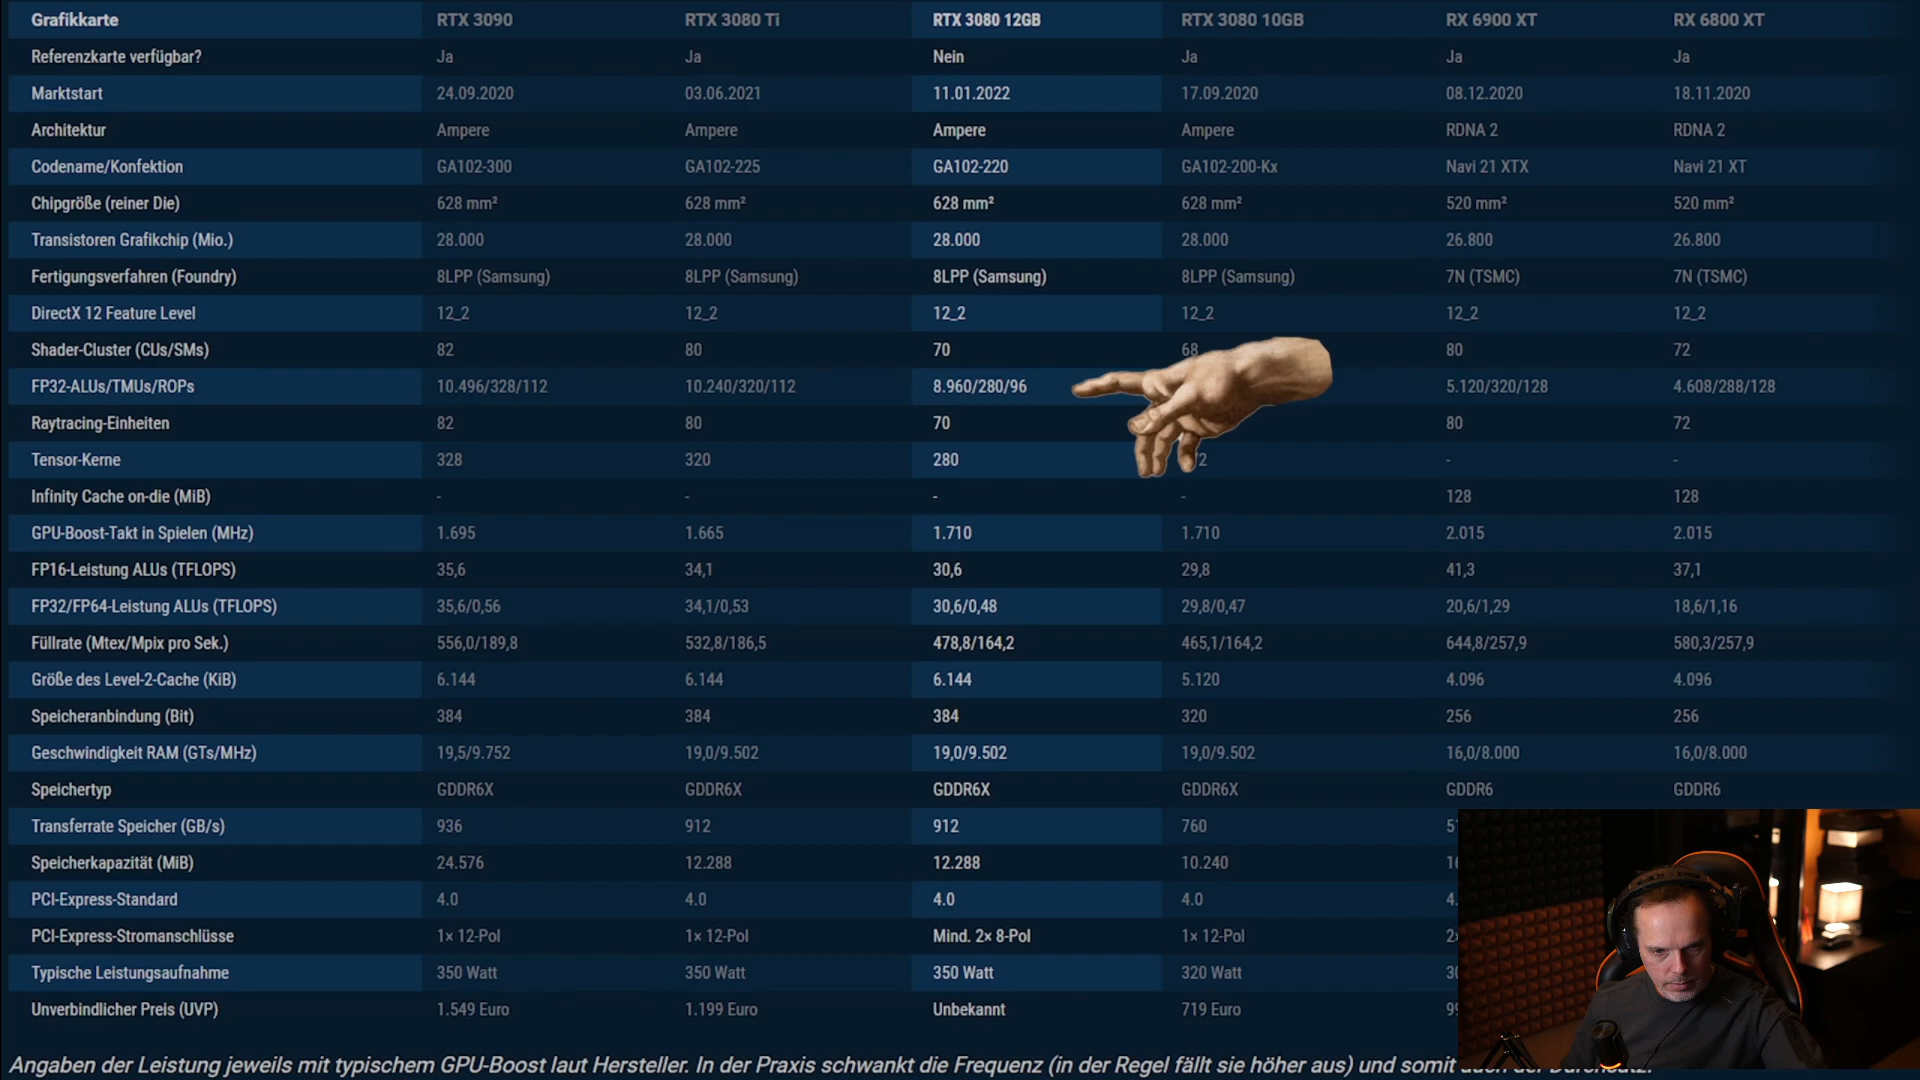 Grafikkarte RTX 3090 RTX 3080 Ti RTX 3080 12GB RTX 3080 10GB RX 6900 XT RX 6800 XT
Referenzkarte verfügbar? Ja Ja Nein Ja Ja Ja
Marktstart 24.09.2020 03.06.2021 11.01.2022 17.09.2020 08.12.2020 18.11.2020
Architektur Ampere Ampere Ampere Ampere RDNA 2 RDNA 2
Codename/Konfektion GA102-300 GA102-225 GA102-220 GA102-200-Kx Navi 21 XTX Navi 21 XT
Chipgröße (reiner Die) 628 mm² 628 mm² 628 mm² 628 mm² 520 mm² 520 mm²
Transistoren Grafikchip (Mio.) 28.000 28.000 28.000 28.000 26.800 26.800
Fertigungsverfahren (Foundry) 8LPP (Samsung) 8LPP (Samsung) 8LPP (Samsung) 8LPP (Samsung) 7N (TSMC) 7N (TSMC)
DirectX 12 Feature Level 12_2 12_2 12_2 12_2 12_2 12_2
Shader-Cluster (CUs/SMs) 82 80 70 68 80 72
FP32-ALUs/TMUs/ROPs 10.496/328/112 10.240/320/112 8.960/280/96 5.120/320/128 4.608/288/128
Raytracing-Einheiten 82 80 70 80 72
Tensor-Kerne 328 320 280 - -
Infinity Cache on-die (MiB) - - - - 128 128
GPU-Boost-Takt in Spielen (MHz) 1.695 1.665 1.710 1.710 2.015 2.015
FP16-Leistung ALUs (TFLOPS) 35,6 34,1 30,6 29,8 41,3 37,1
FP32/FP64-Leistung ALUs (TFLOPS) 35,6/0,56 34,1/0,53 30,6/0,48 29,8/0,47 20,6/1,29 18,6/1,16
Füllrate (Mtex/Mpix pro Sek.) 556,0/189,8 532,8/186,5 478,8/164,2 465,1/164,2 644,8/257,9 580,3/257,9
Größe des Level-2-Cache (KiB) 6.144 6.144 6.144 5.120 4.096 4.096
Speicheranbindung (Bit) 384 384 384 320 256 256
Geschwindigkeit RAM (GTs/MHz) 19,5/9.752 19,0/9.502 19,0/9.502 19,0/9.502 16,0/8.000 16,0/8.000
Speichertyp GDDR6X GDDR6X GDDR6X GDDR6X GDDR6 GDDR6
Transferrate Speicher (GB/s) 936 912 912 760
Speicherkapazität (MiB) 24.576 12.288 12.288 10.240
PCI-Express-Standard 4.0 4.0 4.0 4.0
PCI-Express-Stromanschlüsse 1× 12-Pol 1× 12-Pol Mind. 2× 8-Pol 1× 12-Pol
Typische Leistungsaufnahme 350 Watt 350 Watt 350 Watt 320 Watt
Unverbindlicher Preis (UVP) 1.549 Euro 1.199 Euro Unbekannt 719 Euro
Angaben der Leistung jeweils mit typischem GPU-Boost laut Hersteller. In der Praxis schwankt die Frequenz (in der Regel fällt sie höher aus) und somit